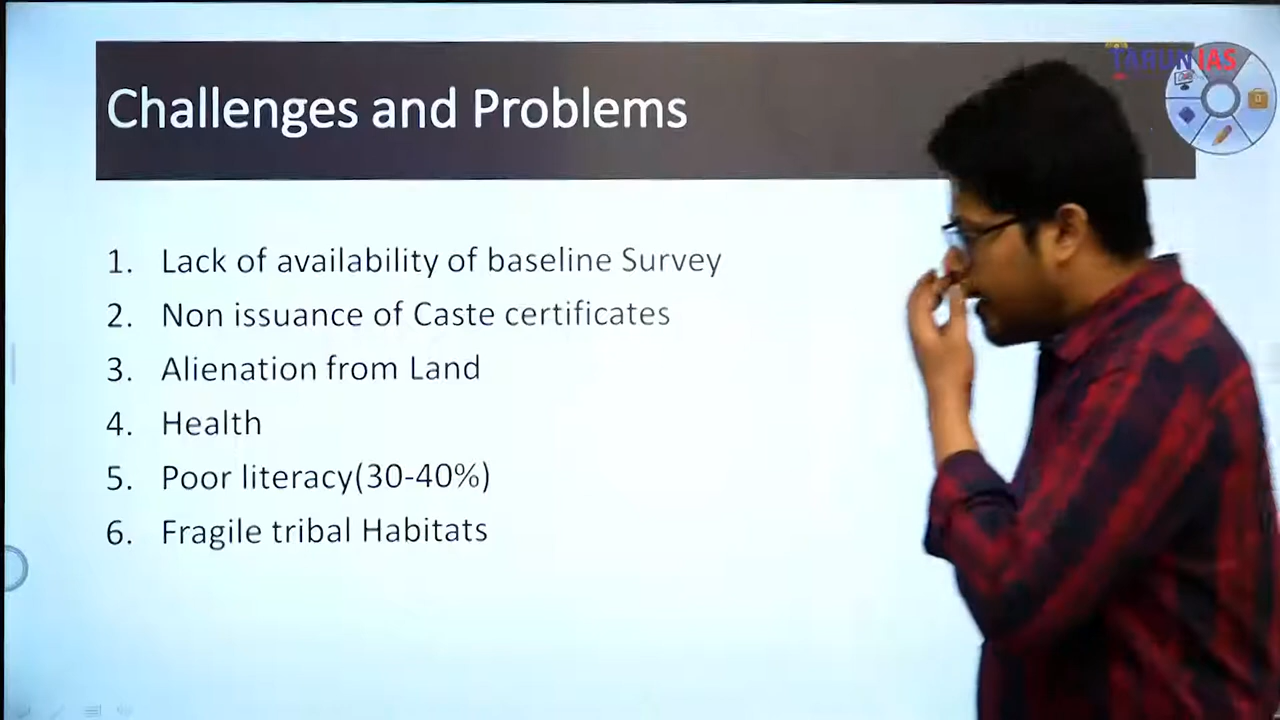 TARUN IAS
Challenges and Problems
1. Lack of availability of baseline Survey
2. Non issuance of Caste certificates
3. Alienation from Land
4. Health
5. Poor literacy(30-40%)
6. Fragile tribal Habitats